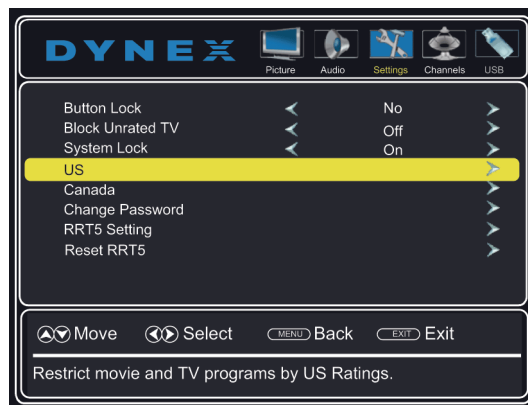 DYNEX
Picture Audio Settings Channels USB
Button Lock No
Block Unrated TV Off
System Lock On
US
Canada
Change Password
RRT5 Setting
Reset RRT5
Move Select MENU Back EXIT Exit
Restrict movie and TV programs by US Ratings.